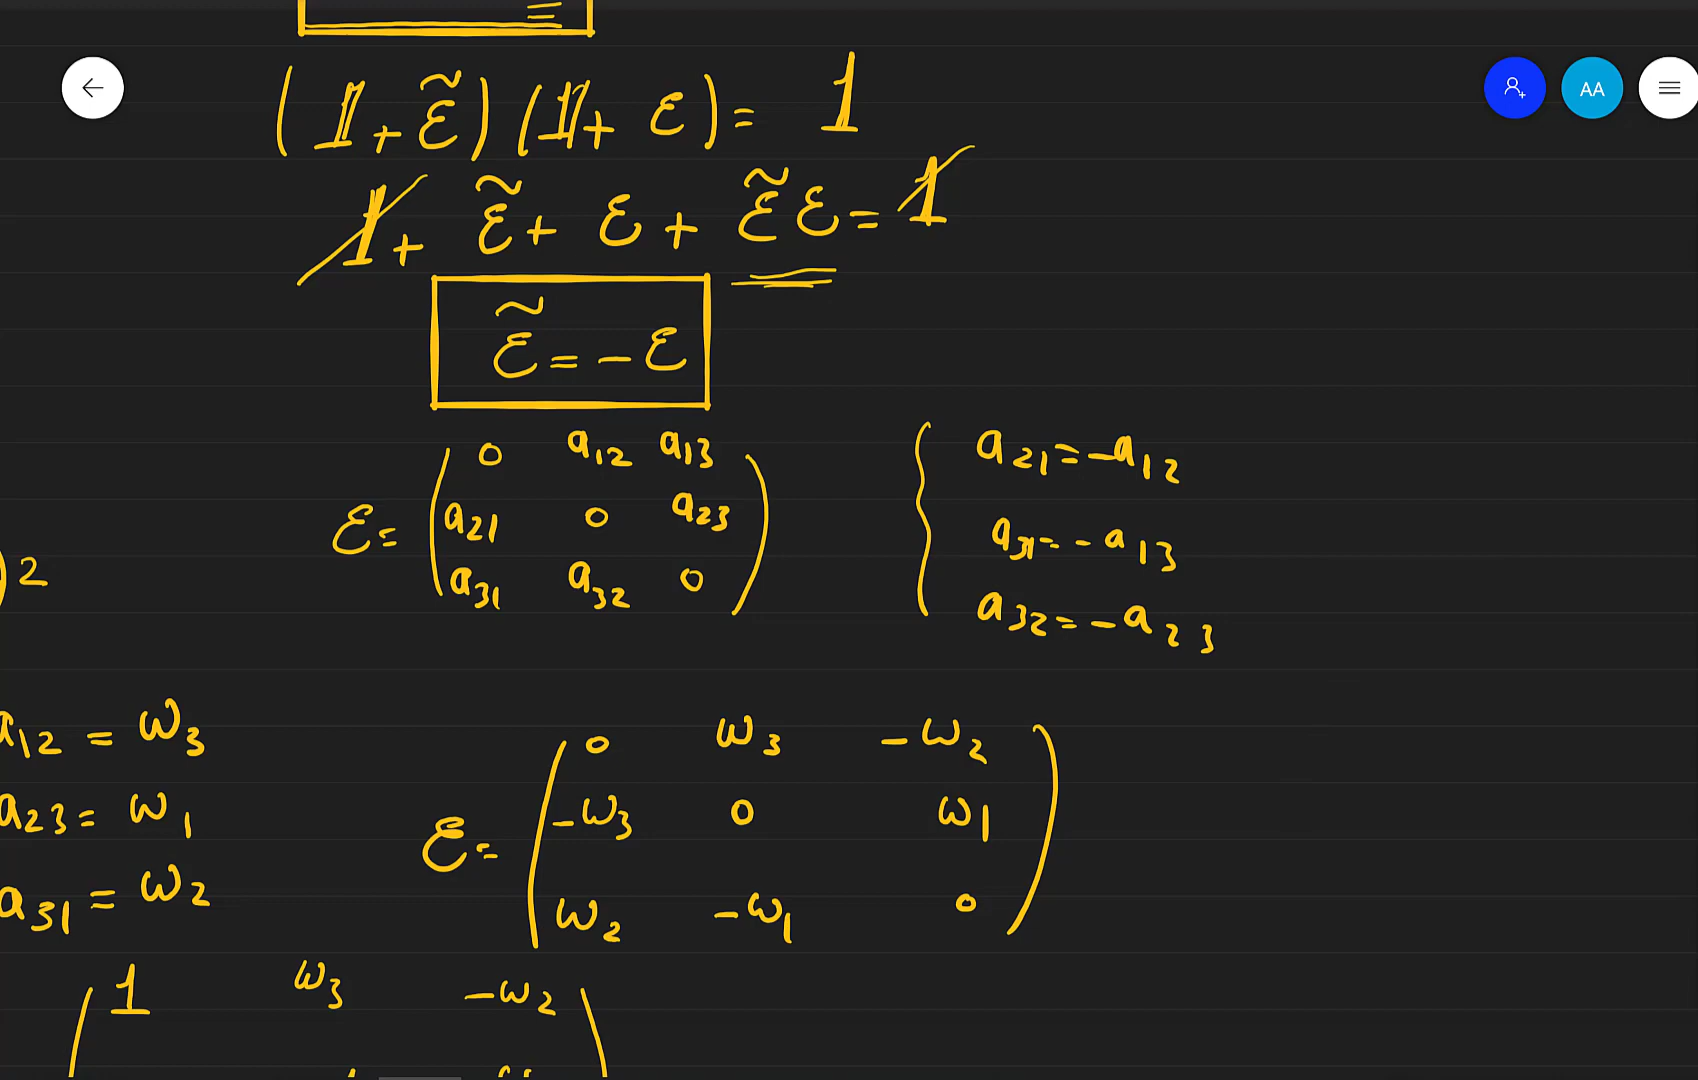 AA
(1 + ε̃) (1 + ε) = 1
1 + ε̃ + ε + ε̃ε = 1
ε̃ = - ε
ε = ( 0 a12 a13
a21 0 a23
a31 a32 0 )
{ a21 = -a12
a31 = -a13
a32 = -a23
)2
a12 = ω3
a23 = ω1
a31 = ω2
ε = ( 0 ω3 -ω2
-ω3 0 ω1
ω2 -ω1 0 )
( 1 ω3 -ω2 )